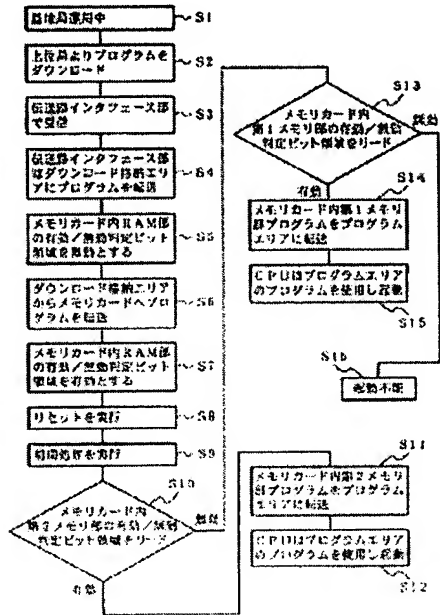 基地局運用中
S1
上位局よりプログラムを
ダウンロード
S2
伝送路インタフェース部
で受信
S3
伝送路インタフェース部
はダウンロード格納エリ
アにプログラムを転送
S4
メモリカード内RAM部
の有効/無効判定ビット
領域を無効とする
S5
ダウンロード格納エリア
からメモリカードへプロ
グラムを転送
S6
メモリカード内RAM部
の有効/無効判定ビット
領域を有効とする
S7
リセットを実行
S8
初期処理を実行
S9
S10
メモリカード内
第2メモリ部の有効/無効
判定ビット領域をリード
無効
有効
S11
メモリカード内第2メモリ
部プログラムをプログラム
エリアに転送
CPUはプログラムエリア
のプログラムを使用し起動
S12
S13
メモリカード内
第1メモリ部の有効/無効
判定ビット領域をリード
無効
有効
S14
メモリカード内第1メモリ
部プログラムをプログラム
エリアに転送
CPUはプログラムエリア
のプログラムを使用し起動
S15
S16
起動不能